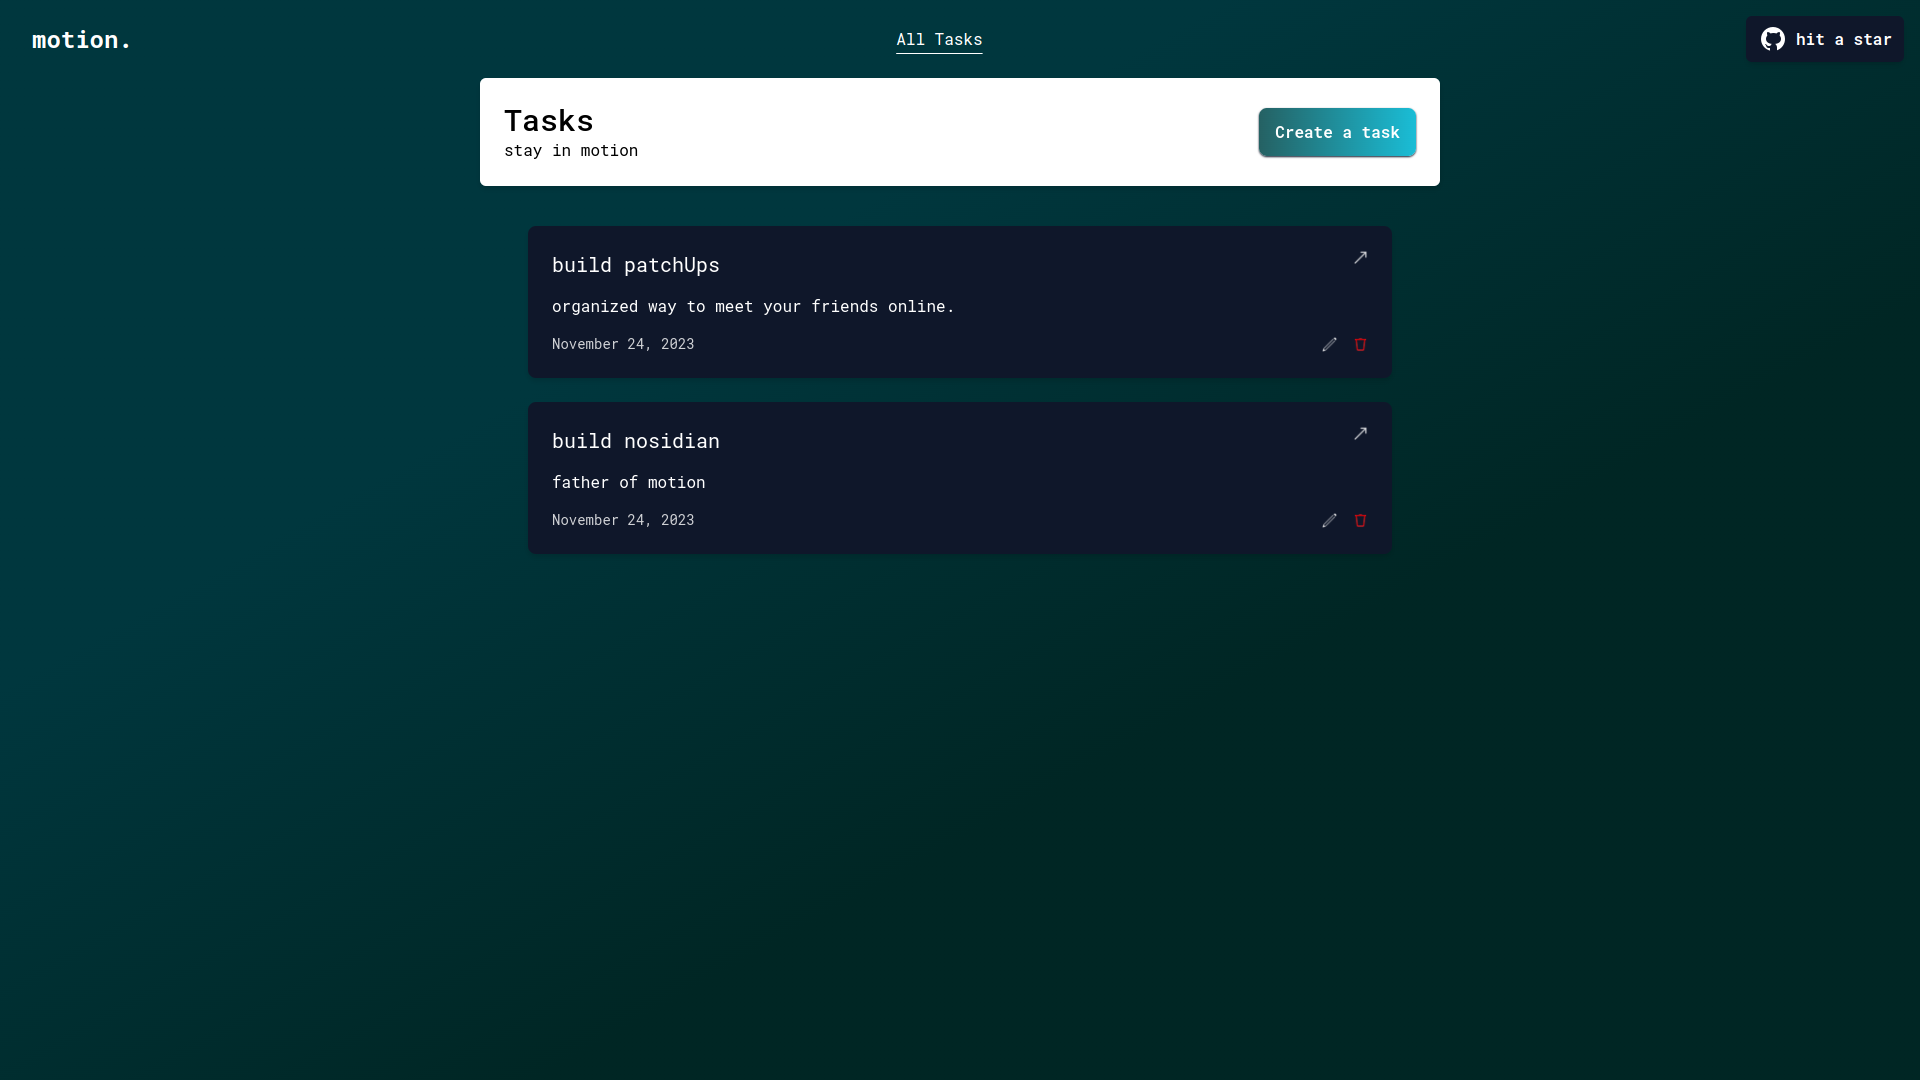 motion.
All Tasks
hit a star
Tasks
stay in motion
Create a task
build patchUps
organized way to meet your friends online.
November 24, 2023
build nosidian
father of motion
November 24, 2023